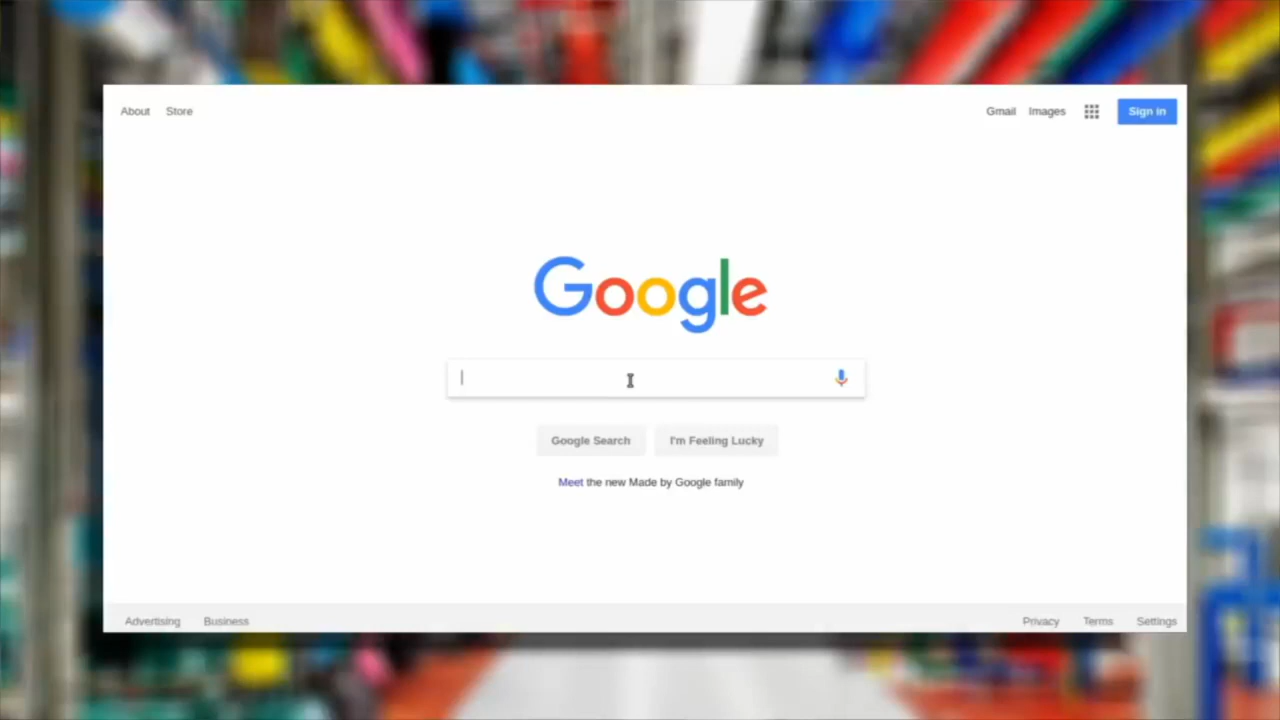 About Store
Gmail Images Sign in
Google
Google Search I'm Feeling Lucky
Meet the new Made by Google family
Advertising Business
Privacy Terms Settings